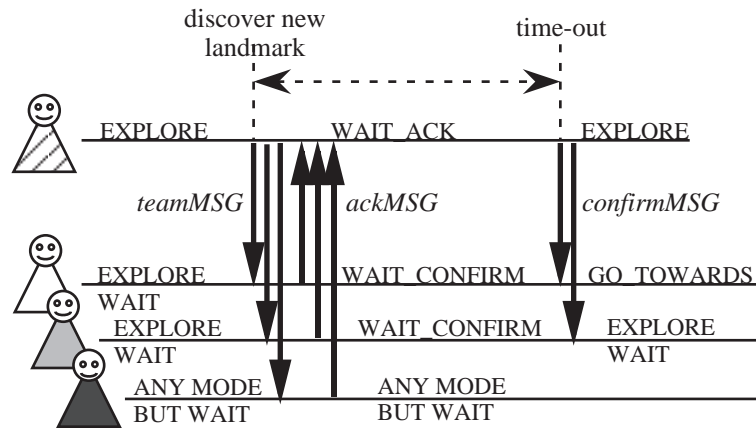 discover new
landmark
time-out
EXPLORE WAIT_ACK EXPLORE
teamMSG ackMSG confirmMSG
EXPLORE WAIT_CONFIRM GO_TOWARDS
WAIT
EXPLORE WAIT_CONFIRM EXPLORE
WAIT WAIT
ANY MODE ANY MODE
BUT WAIT BUT WAIT